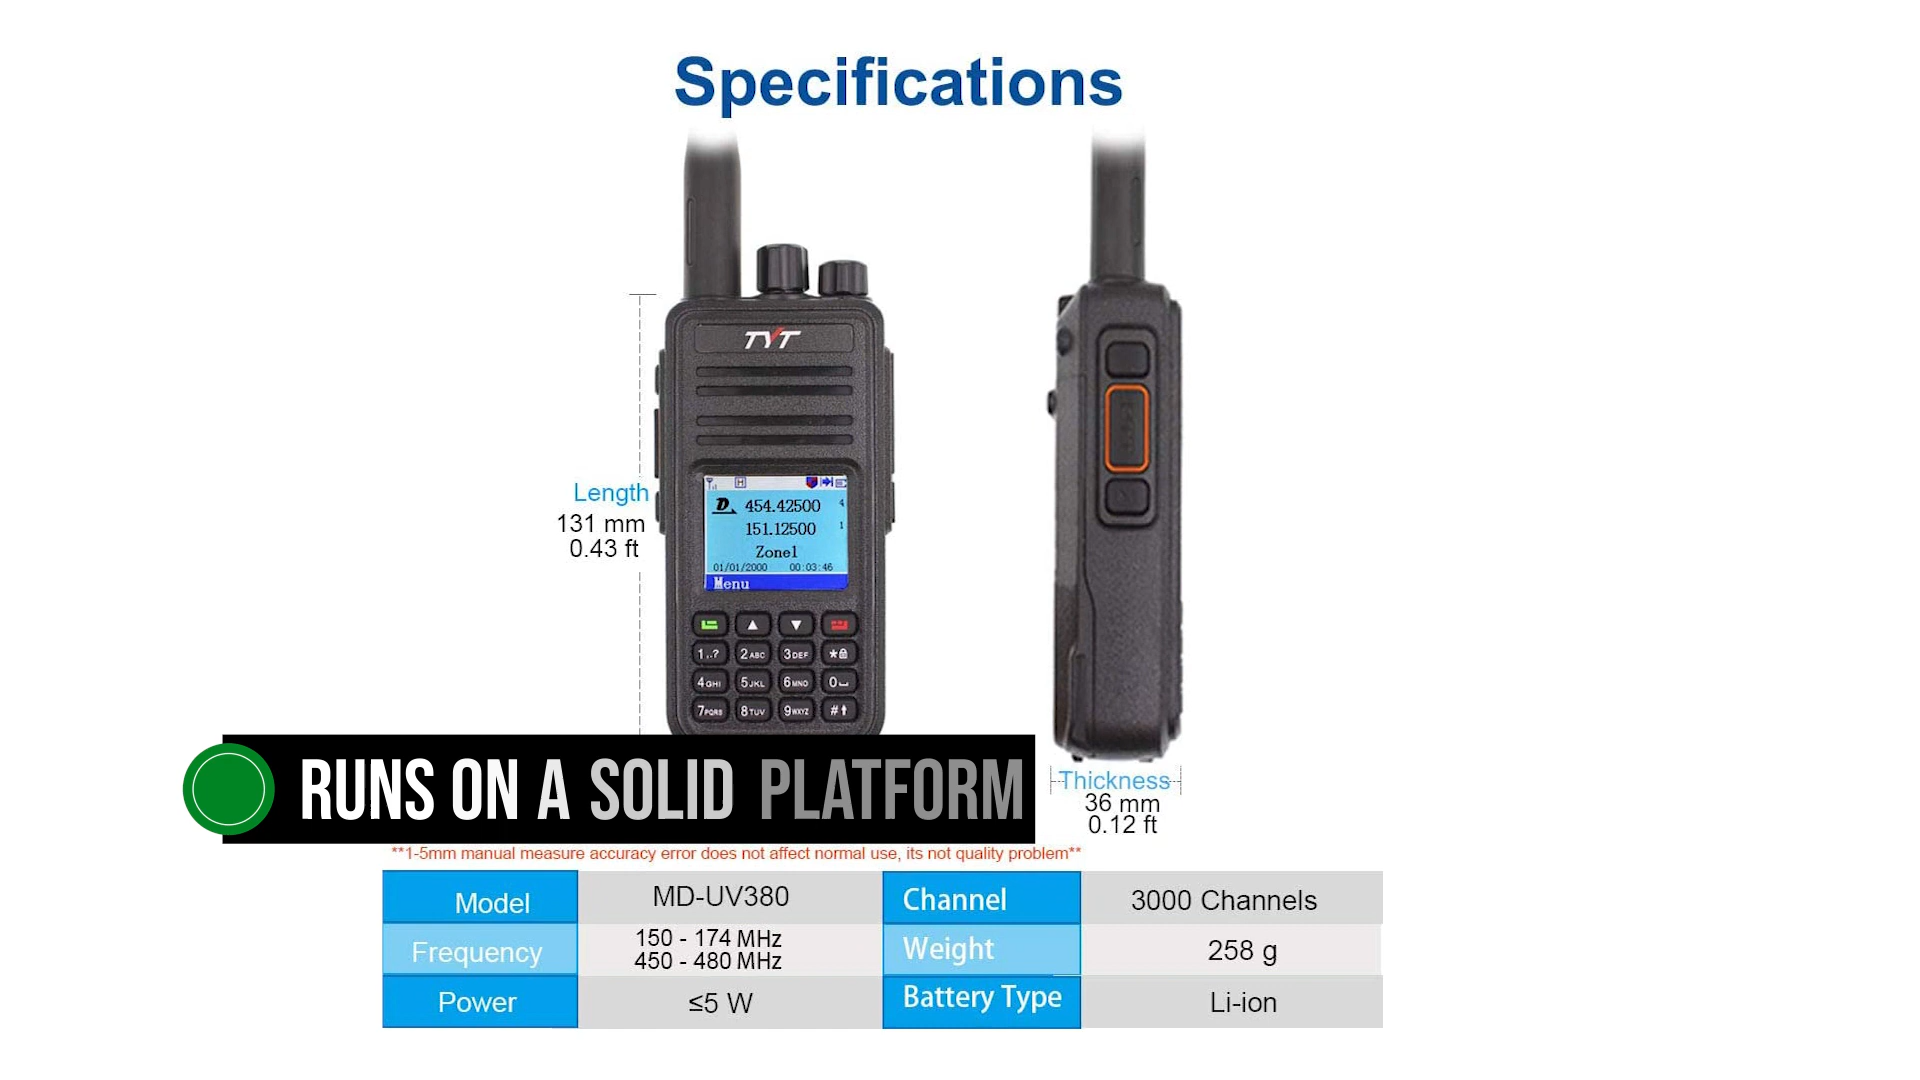 Specifications
TYT
454.42500 4
151.12500 1
Zone1
01/01/2000 00:03:46
Menu
1..? 2ABC 3DEF *
4GHI 5JKL 6MNO 0
7PQRS 8TUV 9WXYZ #
Length
131 mm
0.43 ft
RUNS ON A SOLID PLATFORM
Thickness
36 mm
0.12 ft
**1-5mm manual measure accuracy error does not affect normal use, its not quality problem**
Model MD-UV380 Channel 3000 Channels
Frequency 150 - 174 MHz Weight 258 g
450 - 480 MHz
Power ≤5 W Battery Type Li-ion